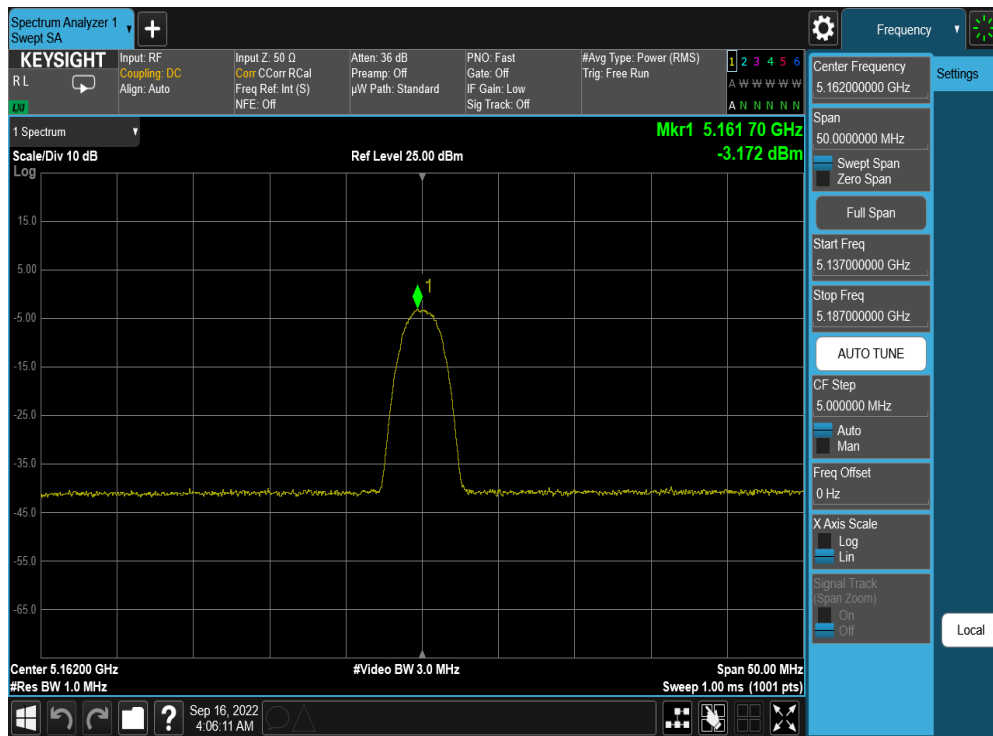 Spectrum Analyzer 1
Swept SA
+
Frequency
KEYSIGHT
R L
LXI
Input: RF
Coupling: DC
Align: Auto
Input Z: 50 Ω
Corr CCorr RCal
Freq Ref: Int (S)
NFE: Off
Atten: 36 dB
Preamp: Off
µW Path: Standard
PNO: Fast
Gate: Off
IF Gain: Low
Sig Track: Off
#Avg Type: Power (RMS)
Trig: Free Run
1 2 3 4 5 6
A W W W W W
A N N N N N
1 Spectrum
Scale/Div 10 dB
Log
Ref Level 25.00 dBm
Mkr1 5.161 70 GHz
-3.172 dBm
15.0
5.00
-5.00
-15.0
-25.0
-35.0
-45.0
-55.0
-65.0
1
Center 5.16200 GHz
#Res BW 1.0 MHz
#Video BW 3.0 MHz
Span 50.00 MHz
Sweep 1.00 ms (1001 pts)
Center Frequency
5.162000000 GHz
Settings
Span
50.0000000 MHz
Swept Span
Zero Span
Full Span
Start Freq
5.137000000 GHz
Stop Freq
5.187000000 GHz
AUTO TUNE
CF Step
5.000000 MHz
Auto
Man
Freq Offset
0 Hz
X Axis Scale
Log
Lin
Signal Track
(Span Zoom)
On
Off
Local
?
Sep 16, 2022
4:06:11 AM